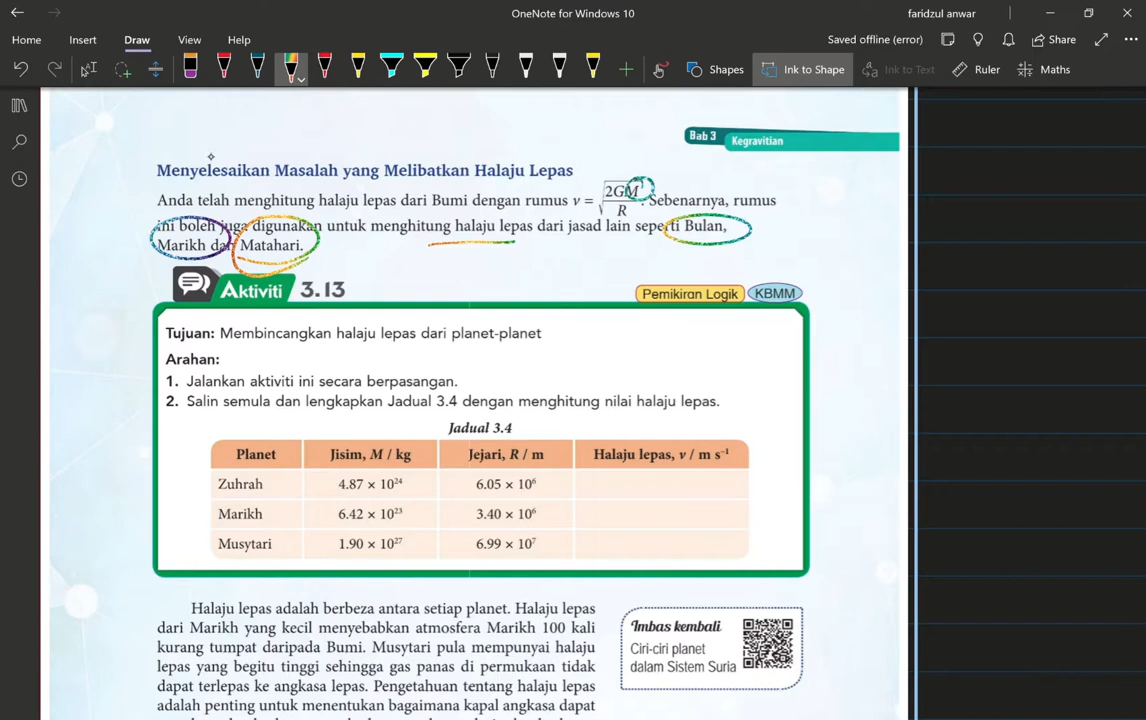 OneNote for Windows 10
faridzul anwar
Home Insert Draw View Help
Saved offline (error)
Share
Shapes
Ink to Shape
Ink to Text
Ruler
Maths
Bab 3 Kegravitian
Menyelesaikan Masalah yang Melibatkan Halaju Lepas
Anda telah menghitung halaju lepas dari Bumi dengan rumus v = √(2GM/R). Sebenarnya, rumus
ini boleh juga digunakan untuk menghitung halaju lepas dari jasad lain seperti Bulan,
Marikh dan Matahari.
Aktiviti 3.13
Pemikiran Logik KBMM
Tujuan: Membincangkan halaju lepas dari planet-planet
Arahan:
1. Jalankan aktiviti ini secara berpasangan.
2. Salin semula dan lengkapkan Jadual 3.4 dengan menghitung nilai halaju lepas.
Jadual 3.4
Planet Jisim, M / kg Jejari, R / m Halaju lepas, v / m s⁻¹
Zuhrah 4.87 × 10²⁴ 6.05 × 10⁶
Marikh 6.42 × 10²³ 3.40 × 10⁶
Musytari 1.90 × 10²⁷ 6.99 × 10⁷
Halaju lepas adalah berbeza antara setiap planet. Halaju lepas
dari Marikh yang kecil menyebabkan atmosfera Marikh 100 kali
kurang tumpat daripada Bumi. Musytari pula mempunyai halaju
lepas yang begitu tinggi sehingga gas panas di permukaan tidak
dapat terlepas ke angkasa lepas. Pengetahuan tentang halaju lepas
adalah penting untuk menentukan bagaimana kapal angkasa dapat
Imbas kembali
Ciri-ciri planet
dalam Sistem Suria